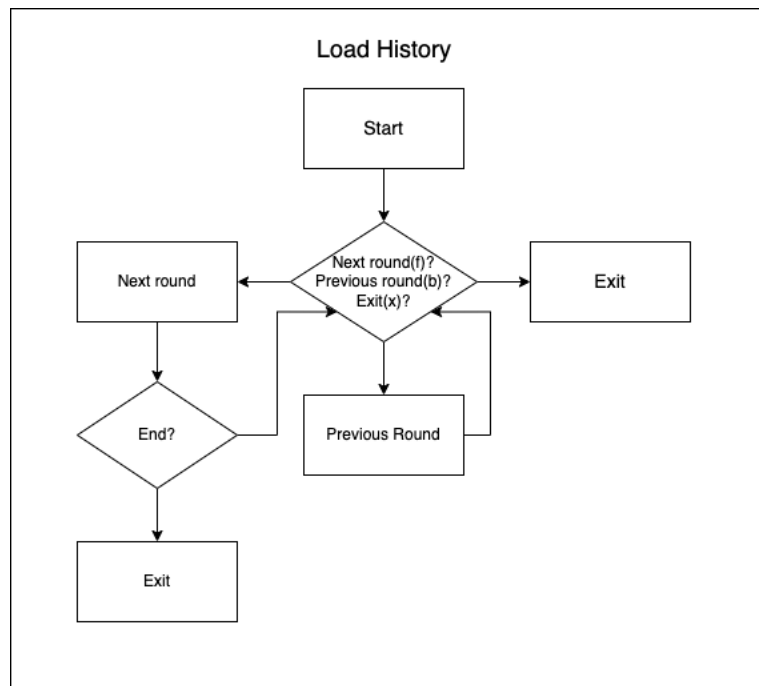 Load History
Start
Next round(f)?
Previous round(b)?
Exit(x)?
Next round
Exit
End?
Previous Round
Exit